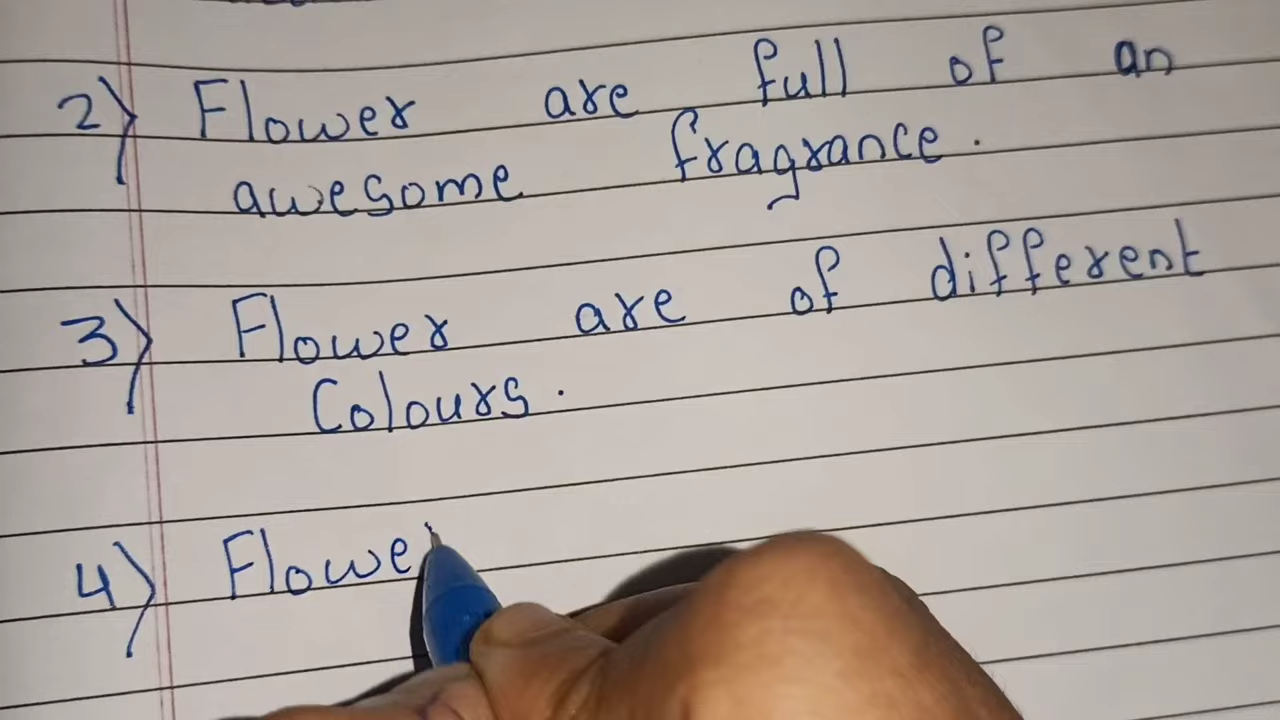 2) Flower are full of an
awesome fragrance.
3) Flower are of different
Colours.
4) Flowe